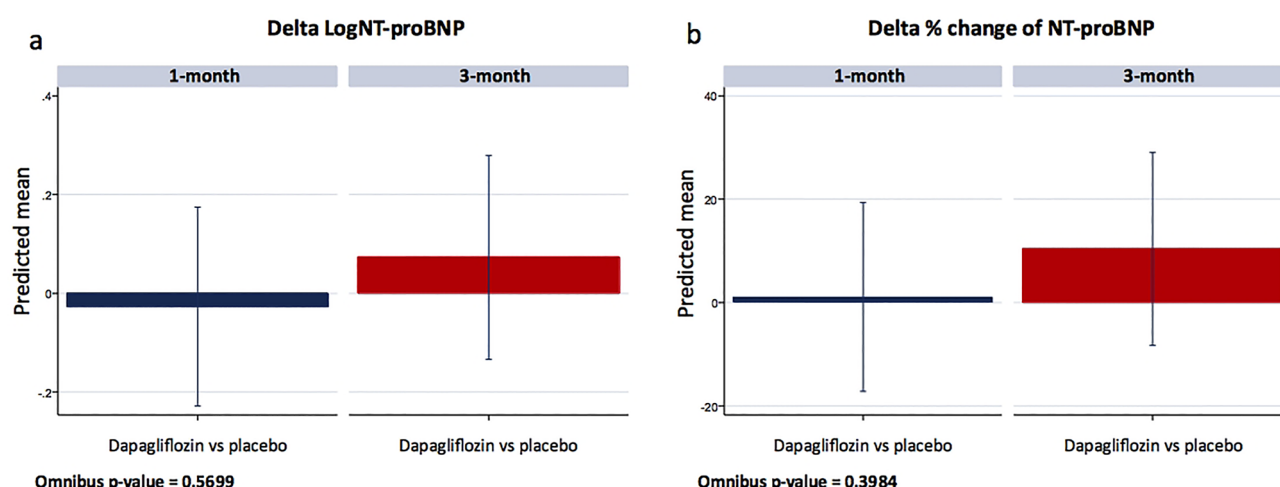 a
Delta LogNT-proBNP
1-month
3-month
Predicted mean
.4
.2
0
-.2
Dapagliflozin vs placebo
Dapagliflozin vs placebo
Omnibus p-value = 0.5699
b
Delta % change of NT-proBNP
1-month
3-month
Predicted mean
40
20
0
-20
Dapagliflozin vs placebo
Dapagliflozin vs placebo
Omnibus p-value = 0.3984